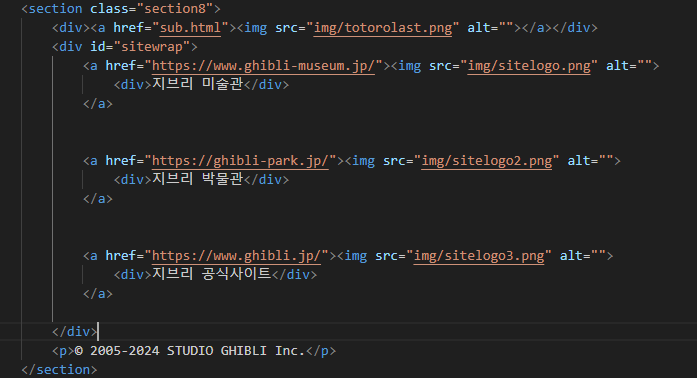 <section class="section8">
<div><a href="sub.html"><img src="img/totorolast.png" alt=""></a></div>
<div id="sitewrap">
<a href="https://www.ghibli-museum.jp/"><img src="img/sitelogo.png" alt="">
<div>지브리 미술관</div>
</a>
<a href="https://ghibli-park.jp/"><img src="img/sitelogo2.png" alt="">
<div>지브리 박물관</div>
</a>
<a href="https://www.ghibli.jp/"><img src="img/sitelogo3.png" alt="">
<div>지브리 공식사이트</div>
</a>
</div>
<p>© 2005-2024 STUDIO GHIBLI Inc.</p>
</section>